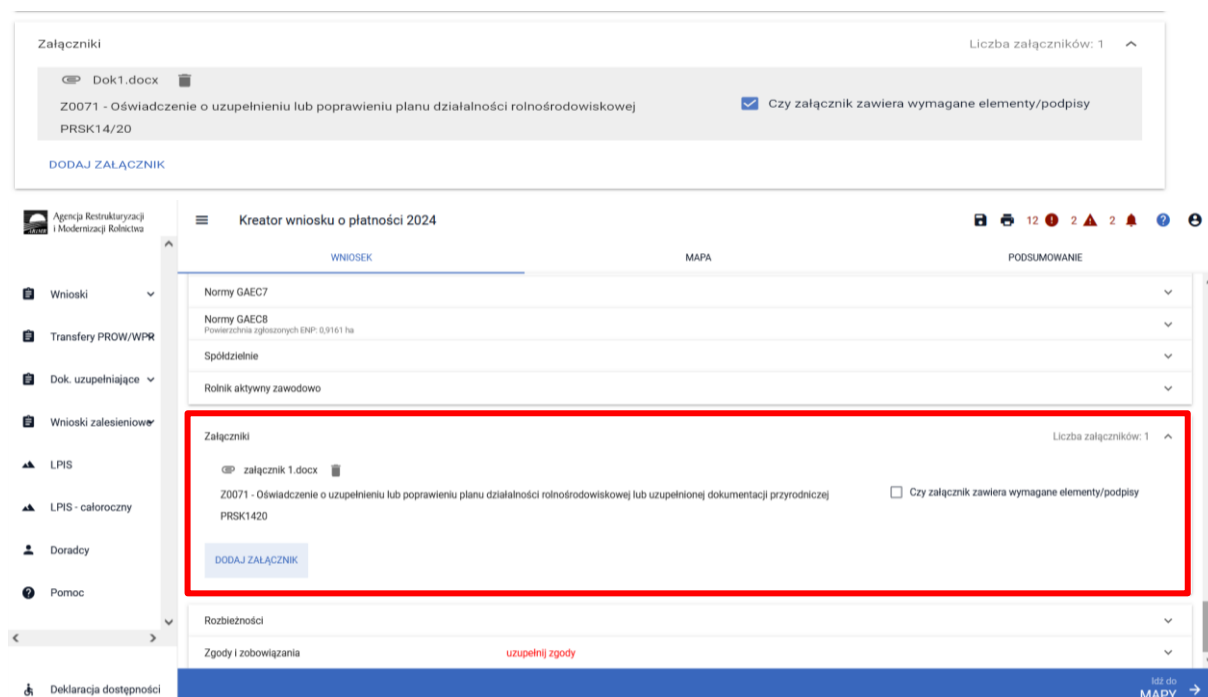 Załączniki Liczba załączników: 1
Dok1.docx
Z0071 - Oświadczenie o uzupełnieniu lub poprawieniu planu działalności rolnośrodowiskowej Czy załącznik zawiera wymagane elementy/podpisy
PRSK14/20
DODAJ ZAŁĄCZNIK
Agencja Restrukturyzacji
i Modernizacji Rolnictwa
Kreator wniosku o płatności 2024 12 2 2
WNIOSEK MAPA PODSUMOWANIE
Wnioski
Transfery PROW/WPR
Dok. uzupełniające
Wnioski zalesieniowe
LPIS
LPIS - całoroczny
Doradcy
Pomoc
Deklaracja dostępności
Normy GAEC7
Normy GAEC8
Powierzchnia zgłoszonych ENP: 0,9161 ha
Spółdzielnie
Rolnik aktywny zawodowo
Załączniki Liczba załączników: 1
załącznik 1.docx
Z0071 - Oświadczenie o uzupełnieniu lub poprawieniu planu działalności rolnośrodowiskowej lub uzupełnionej dokumentacji przyrodniczej Czy załącznik zawiera wymagane elementy/podpisy
PRSK1420
DODAJ ZAŁĄCZNIK
Rozbieżności
Zgody i zobowiązania uzupełnij zgody
Idź do
MAPY